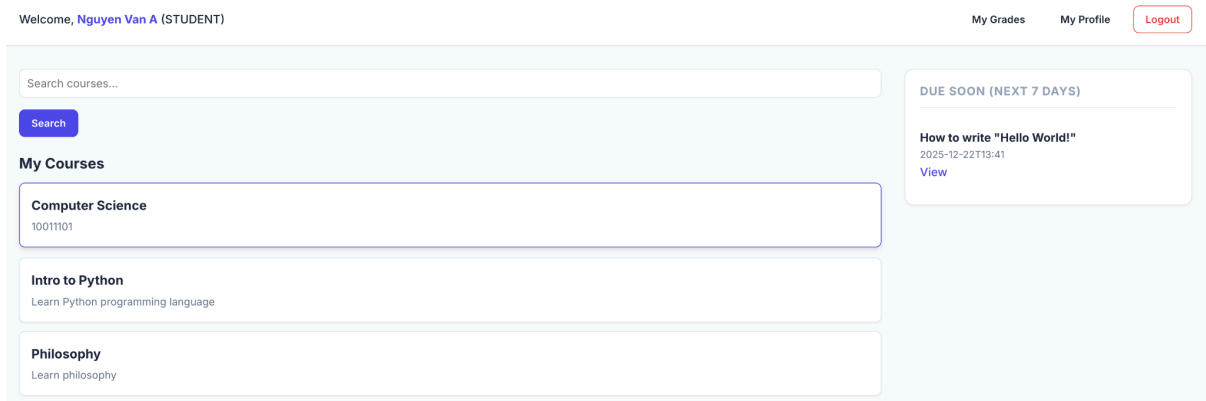 Welcome, Nguyen Van A (STUDENT)
My Grades
My Profile
Logout
Search courses...
Search
My Courses
Computer Science
10011101
Intro to Python
Learn Python programming language
Philosophy
Learn philosophy
DUE SOON (NEXT 7 DAYS)
How to write "Hello World!"
2025-12-22T13:41
View